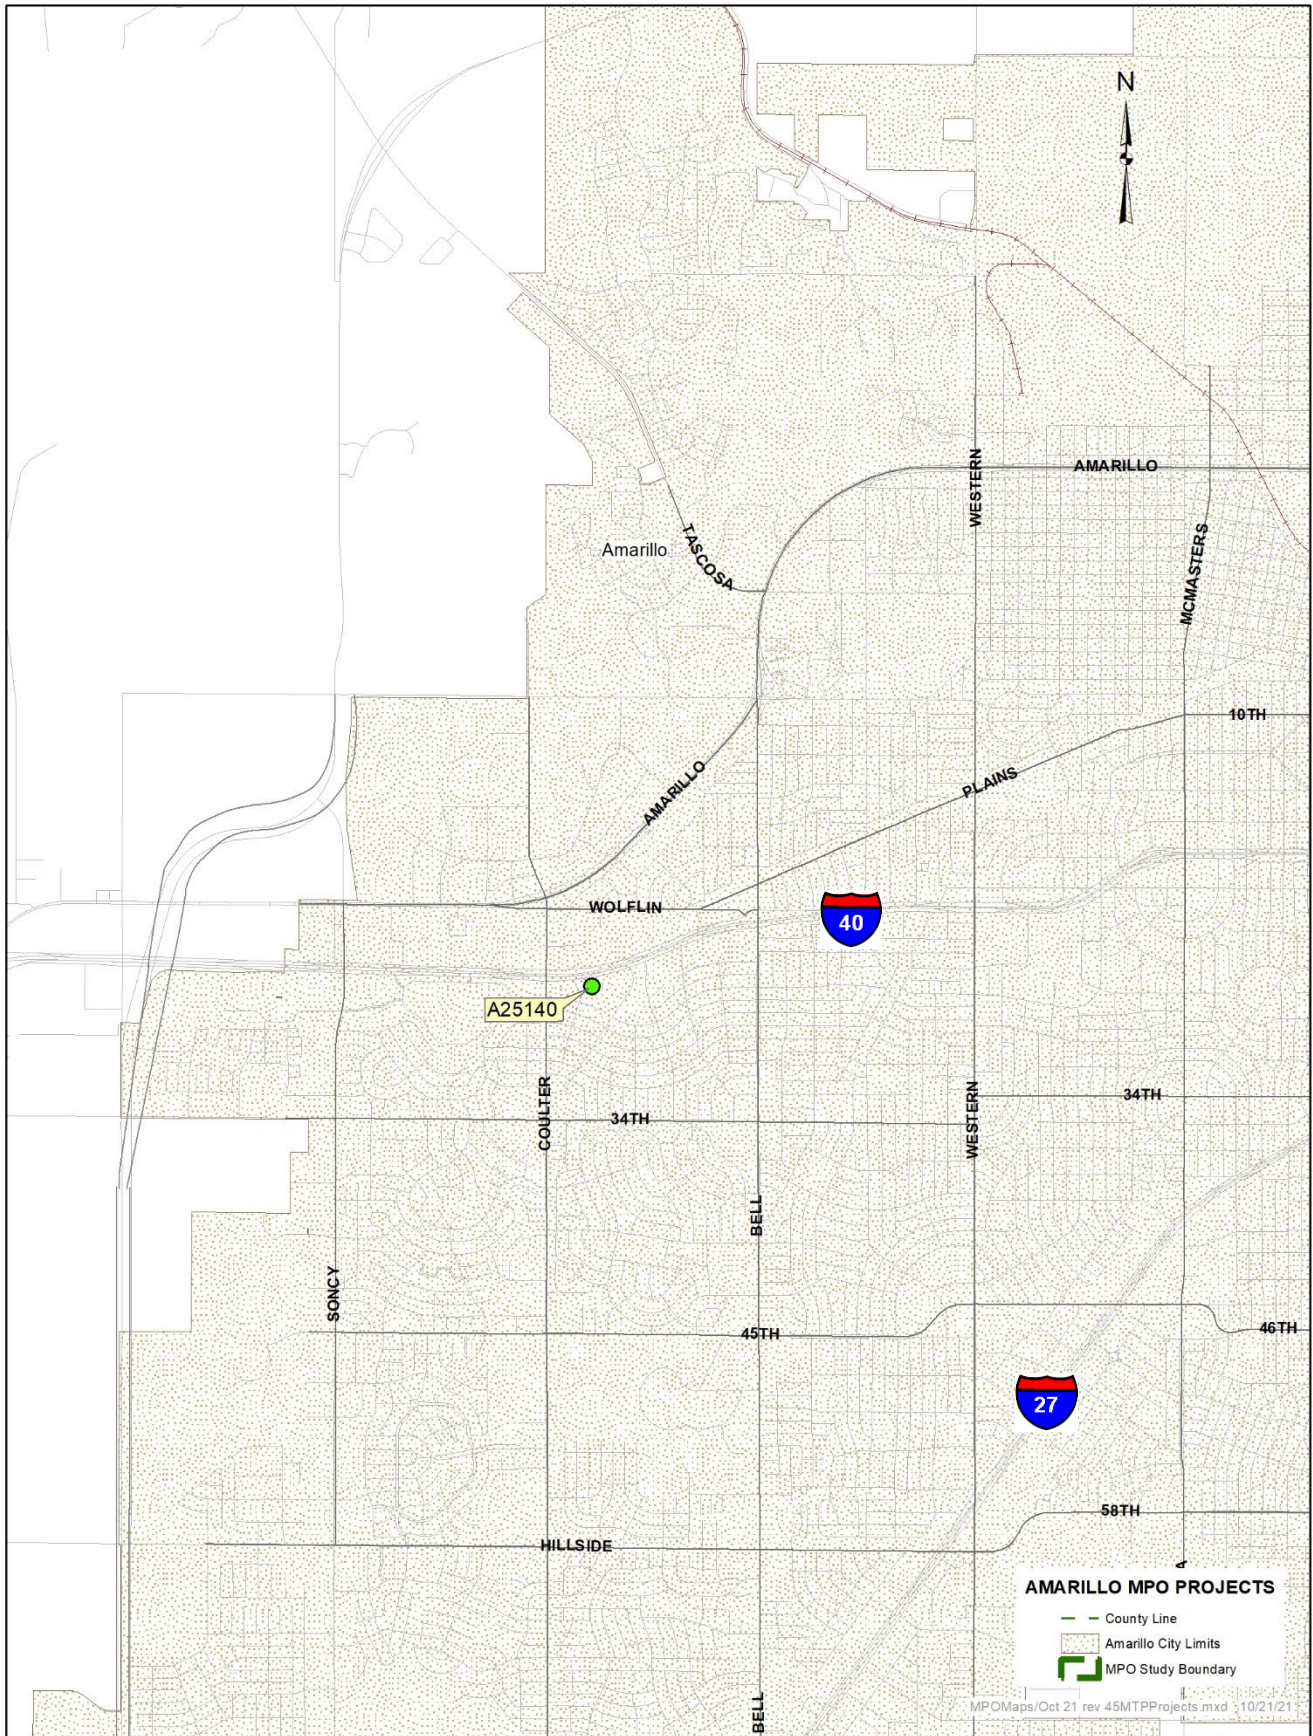 N
WESTERN
AMARILLO
TASCOSA
Amarillo
MCMASTERS
10TH
PLAINS
AMARILLO
WOLFLIN
40
A25140
COULTER
34TH
WESTERN
34TH
BELL
SONCY
45TH
46TH
27
58TH
HILLSIDE
A
AMARILLO MPO PROJECTS
County Line
Amarillo City Limits
MPO Study Boundary
BELL
MPOMaps/Oct 21 rev 45MTPProjects.mxd 10/21/21